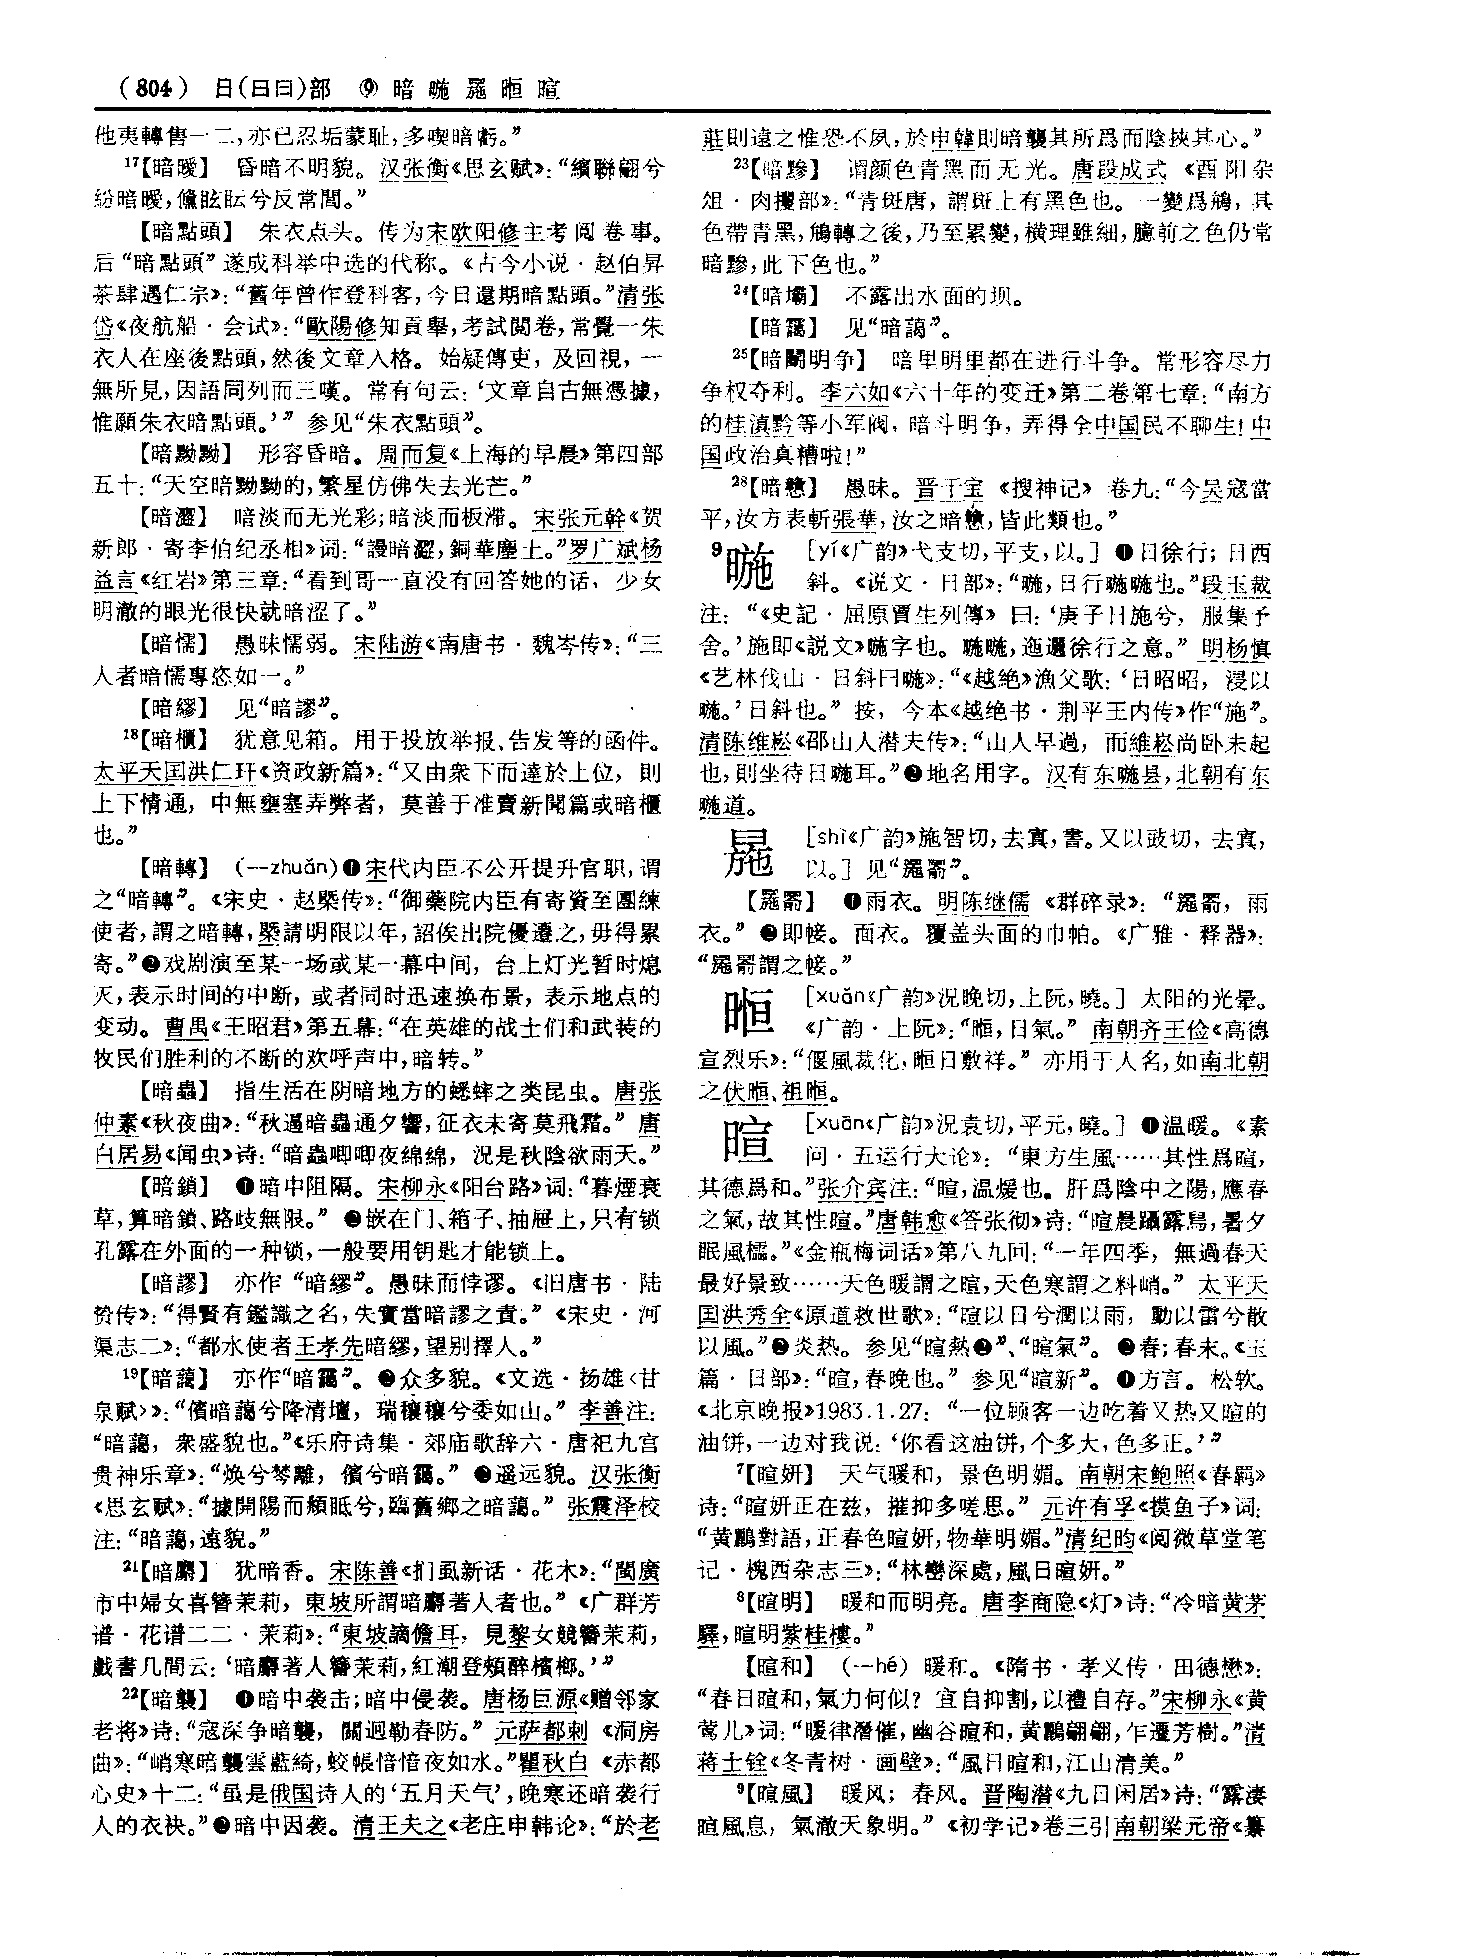 (804) 日(日曰)部 ⑨ 暗 暆 暆 晅 暄
他夷轉售一二，亦已忍垢蒙耻，多喫暗虧。”
17【暗曖】 昏暗不明貌。汉张衡《思玄赋》：“繽聯翩兮
紛暗曖，儵眩眃兮反常閭。”
【暗點頭】 朱衣点头。传为宋欧阳修主考阅卷事。
后“暗點頭”遂成科举中选的代称。《古今小说·赵伯昇
茶肆遇仁宗》：“舊年曾作登科客，今日還期暗點頭。”清张
岱《夜航船·会试》：“歐陽修知貢舉，考試閲卷，常覺一朱
衣人在座後點頭，然後文章入格。始疑傳吏，及回視，一
無所見，因語同列而三嘆。常有句云：‘文章自古無憑據，
惟願朱衣暗點頭。’” 参见“朱衣點頭”。
【暗黝黝】 形容昏暗。周而复《上海的早晨》第四部
五十：“天空暗黝黝的，繁星仿佛失去光芒。”
【暗澀】 暗淡而无光彩；暗淡而板滞。宋张元幹《贺
新郎·寄李伯纪丞相》词：“謾暗澀，銅華塵土。”罗广斌杨
益言《红岩》第三章：“看到哥一直没有回答她的话，少女
明澈的眼光很快就暗涩了。”
【暗懦】 愚昧懦弱。宋陆游《南唐书·魏岑传》：“三
人者暗懦專恣如一。”
【暗繆】 见“暗謬”。
18【暗櫃】 犹意见箱。用于投放举报、告发等的函件。
太平天囯洪仁玕《资政新篇》：“又由衆下而達於上位，則
上下情通，中無壅塞弄弊者，莫善于准賣新聞篇或暗櫃
也。”
【暗轉】 (--zhuǎn)❶宋代内臣不公开提升官职，谓
之“暗轉”。《宋史·赵槩传》：“御藥院内臣有寄資至團練
使者，謂之暗轉，槩請明限以年，詔俟出院優遷之，毋得累
寄。”❷戏剧演至某一场或某一幕中间，台上灯光暂时熄
灭，表示时间的中断，或者同时迅速换布景，表示地点的
变动。曹禺《王昭君》第五幕：“在英雄的战士们和武装的
牧民们胜利的不断的欢呼声中，暗转。”
【暗蟲】 指生活在阴暗地方的蟋蟀之类昆虫。唐张
仲素《秋夜曲》：“秋逼暗蟲通夕響，征衣未寄莫飛霜。”唐
白居易《闻虫》诗：“暗蟲唧唧夜綿綿，況是秋陰欲雨天。”
【暗鎖】 ❶暗中阻隔。宋柳永《阳台路》词：“暮煙衰
草，算暗鎖、路歧無限。” ❷嵌在门、箱子、抽屉上，只有锁
孔露在外面的一种锁，一般要用钥匙才能锁上。
【暗謬】 亦作“暗繆”。愚昧而悖谬。《旧唐书·陆
贽传》：“得賢有鑑識之名，失實當暗謬之責。”《宋史·河
渠志二》：“都水使者王孝先暗繆，望别擇人。”
19【暗藹】 亦作“暗靄”。❶众多貌。《文选·扬雄〈甘
泉赋〉》：“儐暗藹兮降清壇，瑞穰穰兮委如山。”李善注：
“暗藹，衆盛貌也。”《乐府诗集·郊庙歌辞六·唐祀九宫
贵神乐章》：“焕兮棽離，儐兮暗靄。” ❷遥远貌。汉张衡
《思玄赋》：“據開陽而頫眂兮，臨舊鄉之暗藹。” 张震泽校
注：“暗藹，遠貌。”
21【暗麝】 犹暗香。宋陈善《扪虱新话·花木》：“閩廣
市中婦女喜簪茉莉，東坡所謂暗麝著人者也。”《广群芳
谱·花谱二二·茉莉》：“東坡謫儋耳，見黎女競簪茉莉，
戲書几間云：‘暗麝著人簪茉莉，紅潮登頰醉檳榔。’”
22【暗襲】 ❶暗中袭击；暗中侵袭。唐杨巨源《赠邻家
老将》诗：“寇深争暗襲，關迥勒春防。” 元萨都剌《洞房
曲》：“峭寒暗襲雲藍綺，蛟帳愔愔夜如水。”瞿秋白《赤都
心史》十二：“虽是俄国诗人的‘五月天气’，晚寒还暗袭行
人的衣袂。”❷暗中因袭。清王夫之《老庄申韩论》：“於老
莊則遠之惟恐不夙，於申韓則暗襲其所爲而陰挾其心。”
23【暗黲】 谓颜色青黑而无光。唐段成式《酉阳杂
俎·肉攫部》：“青斑唐，謂斑上有黑色也。一變爲鴘，其
色帶青黑，鴘轉之後，乃至累變，横理雖細，臆前之色仍常
暗黲，此下色也。”
24【暗壩】 不露出水面的坝。
【暗靄】 见“暗藹”。
25【暗鬭明争】 暗里明里都在进行斗争。常形容尽力
争权夺利。李六如《六十年的变迁》第二卷第七章：“南方
的桂滇黔等小军阀，暗斗明争，弄得全中国民不聊生！中
国政治真糟啦！”
28【暗戇】 愚昧。晋干宝《搜神记》卷九：“今吴寇當
平，汝方表斬張華，汝之暗戇，皆此類也。”
9暆 [yí《广韵》弋支切，平支，以。] ❶日徐行；日西
斜。《说文·日部》：“暆，日行暆暆也。”段玉裁
注：“《史記·屈原賈生列傳》曰：‘庚子日施兮，服集予
舍。’施即《説文》暆字也。暆暆，迤邐徐行之意。” 明杨慎
《艺林伐山·日斜曰暆》：“《越絶》漁父歌：‘日昭昭，浸以
暆。’日斜也。”按，今本《越绝书·荆平王内传》作“施”。
清陈维崧《邵山人潜夫传》：“山人早過，而維崧尚卧未起
也，則坐待日暆耳。”❷地名用字。汉有东暆县，北朝有东
暆道。
[shì《广韵》施智切，去寘，書。又以豉切，去寘，
以。]
❶雨衣。明陈继儒《群碎录》：“
雨
衣。” ❷即㡋。面衣。覆盖头面的巾帕。《广雅·释器》：
晅 [xuǎn《广韵》况晚切，上阮，曉。] 太阳的光晕。
《广韵·上阮》：“晅，日氣。” 南朝齐王俭《高德
宣烈乐》：“偃風裁化，晅日敷祥。” 亦用于人名，如南北朝
之伏晅、祖晅。
暄 [xuān《广韵》况袁切，平元，曉。] ❶温暖。《素
问·五运行大论》：“東方生風……其性爲暄，
其德爲和。”张介宾注：“暄，温煖也。肝爲陰中之陽，應春
之氣，故其性暄。”唐韩愈《答张彻》诗：“暄晨躡露舄，暑夕
眠風櫺。”《金瓶梅词话》第八九回：“一年四季，無過春天
最好景致……天色暖謂之暄，天色寒謂之料峭。” 太平天
囯洪秀全《原道救世歌》：“暄以日兮潤以雨，動以雷兮散
以風。”❷炎热。参见“暄熱❷”、“暄氣”。 ❸春；春末。《玉
篇·日部》：“暄，春晚也。” 参见“暄新”。 ❹方言。松软。
《北京晚报》1983.1.27：“一位顾客一边吃着又热又暄的
油饼，一边对我说：‘你看这油饼，个多大，色多正。’”
7【暄妍】 天气暖和，景色明媚。南朝宋鲍照《春羁》
诗：“暄妍正在兹，摧抑多嗟思。” 元许有孚《摸鱼子》词：
“黄鸝對語，正春色暄妍，物華明媚。”清纪昀《阅微草堂笔
记·槐西杂志三》：“林巒深處，風日暄妍。”
8【暄明】 暖和而明亮。唐李商隐《灯》诗：“冷暗黄茅
驛，暄明紫桂樓。”
【暄和】 (--hé) 暖和。《隋书·孝义传·田德懋》：
“春日暄和，氣力何似？宜自抑割，以禮自存。”宋柳永《黄
莺儿》词：“暖律潛催，幽谷暄和，黄鸝翩翩，乍遷芳樹。”清
蒋士铨《冬青树·画壁》：“風日暄和，江山清美。”
9【暄風】 暖风；春风。晋陶潜《九日闲居》诗：“露淒
暄風息，氣澈天象明。”《初学记》卷三引南朝梁元帝《纂